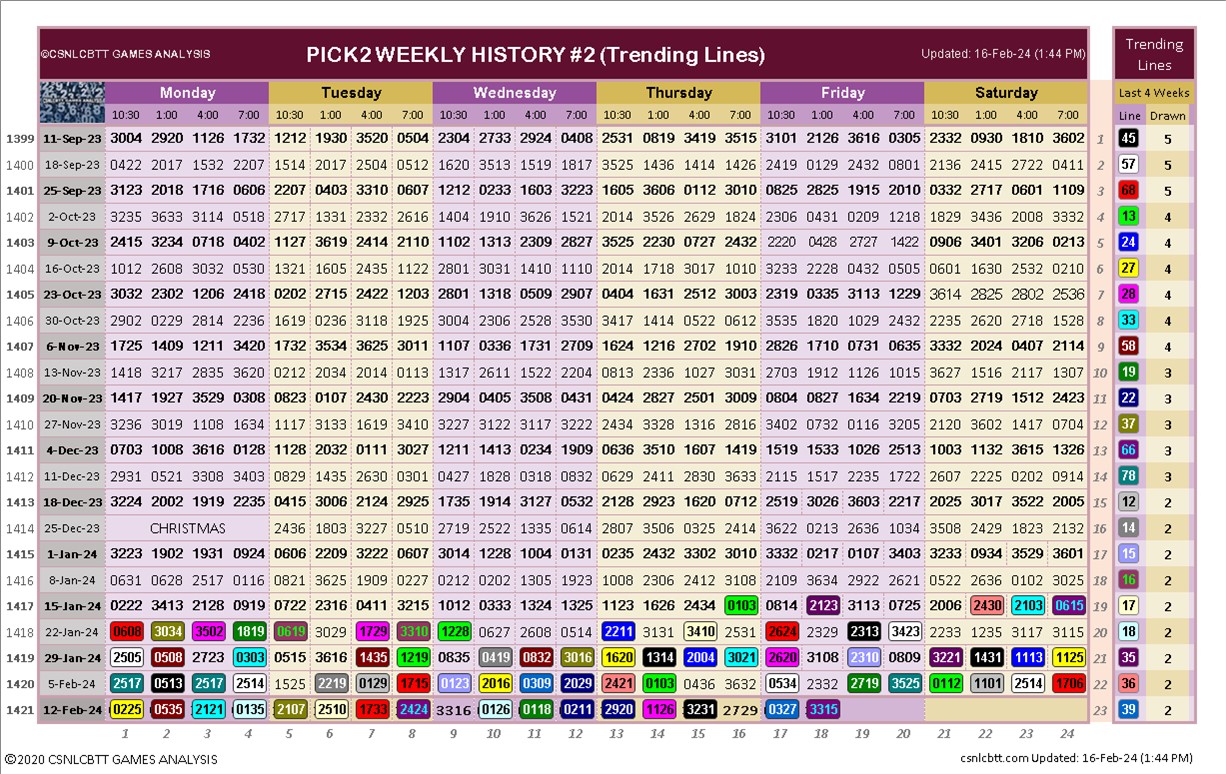 ©CSNLCBTT GAMES ANALYSIS PICK2 WEEKLY HISTORY #2 (Trending Lines) Updated: 16-Feb-24 (1:44 PM) Trending
Lines
Monday Tuesday Wednesday Thursday Friday Saturday Last 4 Weeks
10:30 1:00 4:00 7:00 10:30 1:00 4:00 7:00 10:30 1:00 4:00 7:00 10:30 1:00 4:00 7:00 10:30 1:00 4:00 7:00 10:30 1:00 4:00 7:00 Line Drawn
1399 11-Sep-23 3004 2920 1126 1732 1212 1930 3520 0504 2304 2733 2924 0408 2531 0819 3419 3515 3101 2126 3616 0305 2332 0930 1810 3602 1 45 5
1400 18-Sep-23 0422 2017 1532 2207 1514 2017 2504 0512 1620 3513 1519 1817 3525 1436 1414 1426 2419 0129 2432 0801 2136 2415 2722 0411 2 57 5
1401 25-Sep-23 3123 2018 1716 0606 2207 0403 3310 0607 1212 0233 1603 3223 1605 3606 0112 3010 0825 2825 1915 2010 0332 2717 0601 1109 3 68 5
1402 2-Oct-23 3235 3633 3114 0518 2717 1331 2332 2616 1404 1910 3626 1521 2014 3526 2629 1824 2306 0431 0209 1218 1829 3436 2008 3332 4 13 4
1403 9-Oct-23 2415 3234 0718 0402 1127 3619 2414 2110 1102 1313 2309 2827 3525 2230 0727 2432 2220 0428 2727 1422 0906 3401 3206 0213 5 24 4
1404 16-Oct-23 1012 2608 3032 0530 1321 1605 2435 1122 2801 3031 1410 1110 2014 1718 3017 1010 3233 2228 0432 0505 0601 1630 2532 0210 6 27 4
1405 23-Oct-23 3032 2302 1206 2418 0202 2715 2422 1203 2801 1318 0509 2907 0404 1631 2512 3003 2319 0335 3113 1229 3614 2825 2802 2536 7 28 4
1406 30-Oct-23 2902 0229 2814 2236 1619 0236 3118 1925 3004 2306 2528 3530 3417 1414 0522 0612 3535 1820 1029 2432 2235 2620 2718 1528 8 33 4
1407 6-Nov-23 1725 1409 1211 3420 1732 3534 3625 3011 1107 0336 1731 2709 1624 1216 2702 1910 2826 1710 0731 0635 3332 2024 0407 2114 9 58 4
1408 13-Nov-23 1418 3217 2835 3620 0212 2034 2014 0113 1317 2611 1522 2204 0813 2336 1027 3031 2703 1912 1126 1015 3627 1516 2117 1307 10 19 3
1409 20-Nov-23 1417 1927 3529 0308 0823 0107 2430 2223 2904 0405 3508 0431 0424 2827 2501 3009 0804 0827 1634 2219 0703 2719 1512 2423 11 22 3
1410 27-Nov-23 3236 3019 1108 1634 1117 3133 1619 3410 3227 3122 3117 3222 2434 3328 1316 2816 3402 0732 0116 3205 2120 3602 1417 0704 12 37 3
1411 4-Dec-23 0703 1008 3616 0128 1128 2032 0111 3021 1211 1413 0234 1909 0636 3510 1607 1419 1519 1533 1026 2513 1003 1132 3615 1326 13 66 3
1412 11-Dec-23 2931 0521 3308 3403 0829 1435 2630 0301 0427 1828 0318 0832 0629 2411 2830 3633 2115 1517 2235 1722 2607 2225 0202 0914 14 78 3
1413 18-Dec-23 3224 2002 1919 2235 0415 3006 2124 2925 1735 1914 3127 0532 2128 2923 1620 0712 2519 3026 3603 2217 2025 3017 3522 2005 15 12 2
1414 25-Dec-23 CHRISTMAS 2436 1803 3227 0510 2719 2522 1335 0614 2807 3506 0325 2414 3622 0213 2636 1034 3508 2429 1823 2132 16 14 2
1415 1-Jan-24 3223 1902 1931 0924 0606 2209 3222 0607 3014 1228 1004 0131 0235 2432 3302 3010 3332 0217 0107 3403 3233 0934 3529 3601 17 15 2
1416 8-Jan-24 0631 0628 2517 0116 0821 3625 1909 0227 0212 0202 1305 1923 1008 2306 2412 3108 2109 3634 2922 2621 0522 2636 0102 3025 18 16 2
1417 15-Jan-24 0222 3413 2128 0919 0722 2316 0411 3215 1012 0333 1324 1325 1123 1626 2434 0103 0814 2123 3113 0725 2006 2430 2103 0615 19 17 2
1418 22-Jan-24 0608 3034 3502 1819 0619 3029 1729 3310 1228 0627 2608 0514 2211 3131 3410 2531 2624 2329 2313 3423 2233 1235 3117 3115 20 18 2
1419 29-Jan-24 2505 0508 2723 0303 0515 3616 1435 1219 0835 0419 0832 3016 1620 1314 2004 3021 2620 3108 2310 0809 3221 1431 1113 1125 21 35 2
1420 5-Feb-24 2517 0513 2517 2514 1525 2219 0129 1715 0123 2016 0309 2029 2421 0103 0436 3632 0534 2332 2719 3525 0112 1101 2514 1706 22 36 2
1421 12-Feb-24 0225 0535 2121 0135 2107 2510 1733 2424 3316 0126 0118 0211 2920 1126 3231 2729 0327 3315 23 39 2
1 2 3 4 5 6 7 8 9 10 11 12 13 14 15 16 17 18 19 20 21 22 23 24
©2020 CSNLCBTT GAMES ANALYSIS csnlcbtt.com Updated: 16-Feb-24 (1:44 PM)